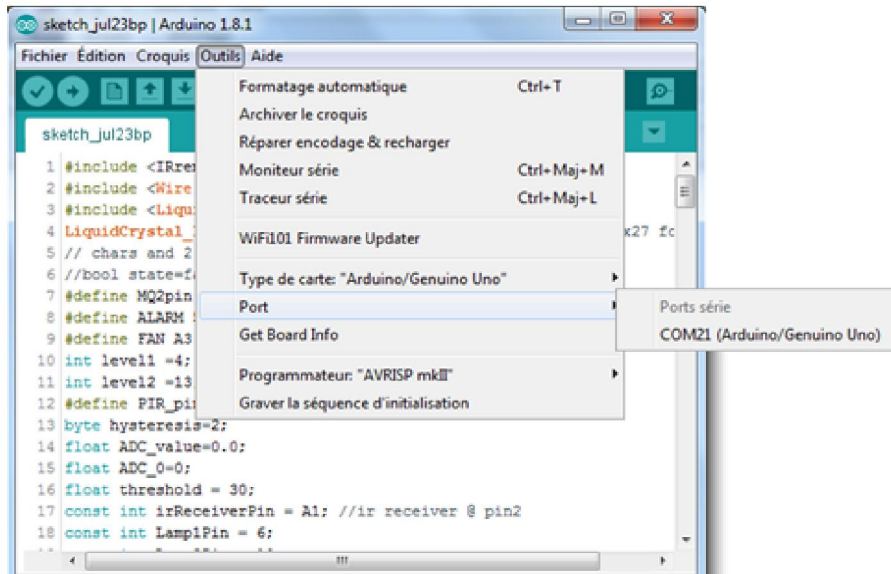 sketch_jul23bp | Arduino 1.8.1
Fichier Édition Croquis Outils Aide
Formatage automatique Ctrl+T
Archiver le croquis
sketch_jul23bp
Réparer encodage & recharger
Moniteur série Ctrl+Maj+M
Traceur série Ctrl+Maj+L
WiFi101 Firmware Updater
Type de carte: "Arduino/Genuino Uno"
Port
Ports série
COM21 (Arduino/Genuino Uno)
Get Board Info
Programmateur: "AVRISP mkII"
Graver la séquence d'initialisation
1 #include <IRre
2 #include <Wire
3 #include <Liqu
4 LiquidCrystal_ x27 fo
5 // chars and 2
6 //bool state=fa
7 #define MQ2pin
8 #define ALARM
9 #define FAN A3
10 int level1 =4;
11 int level2 =13
12 #define PIR_pi
13 byte hysteresis=2;
14 float ADC_value=0.0;
15 float ADC_0=0;
16 float threshold = 30;
17 const int irReceiverPin = A1; //ir receiver @ pin2
18 const int Lamp1Pin = 6;